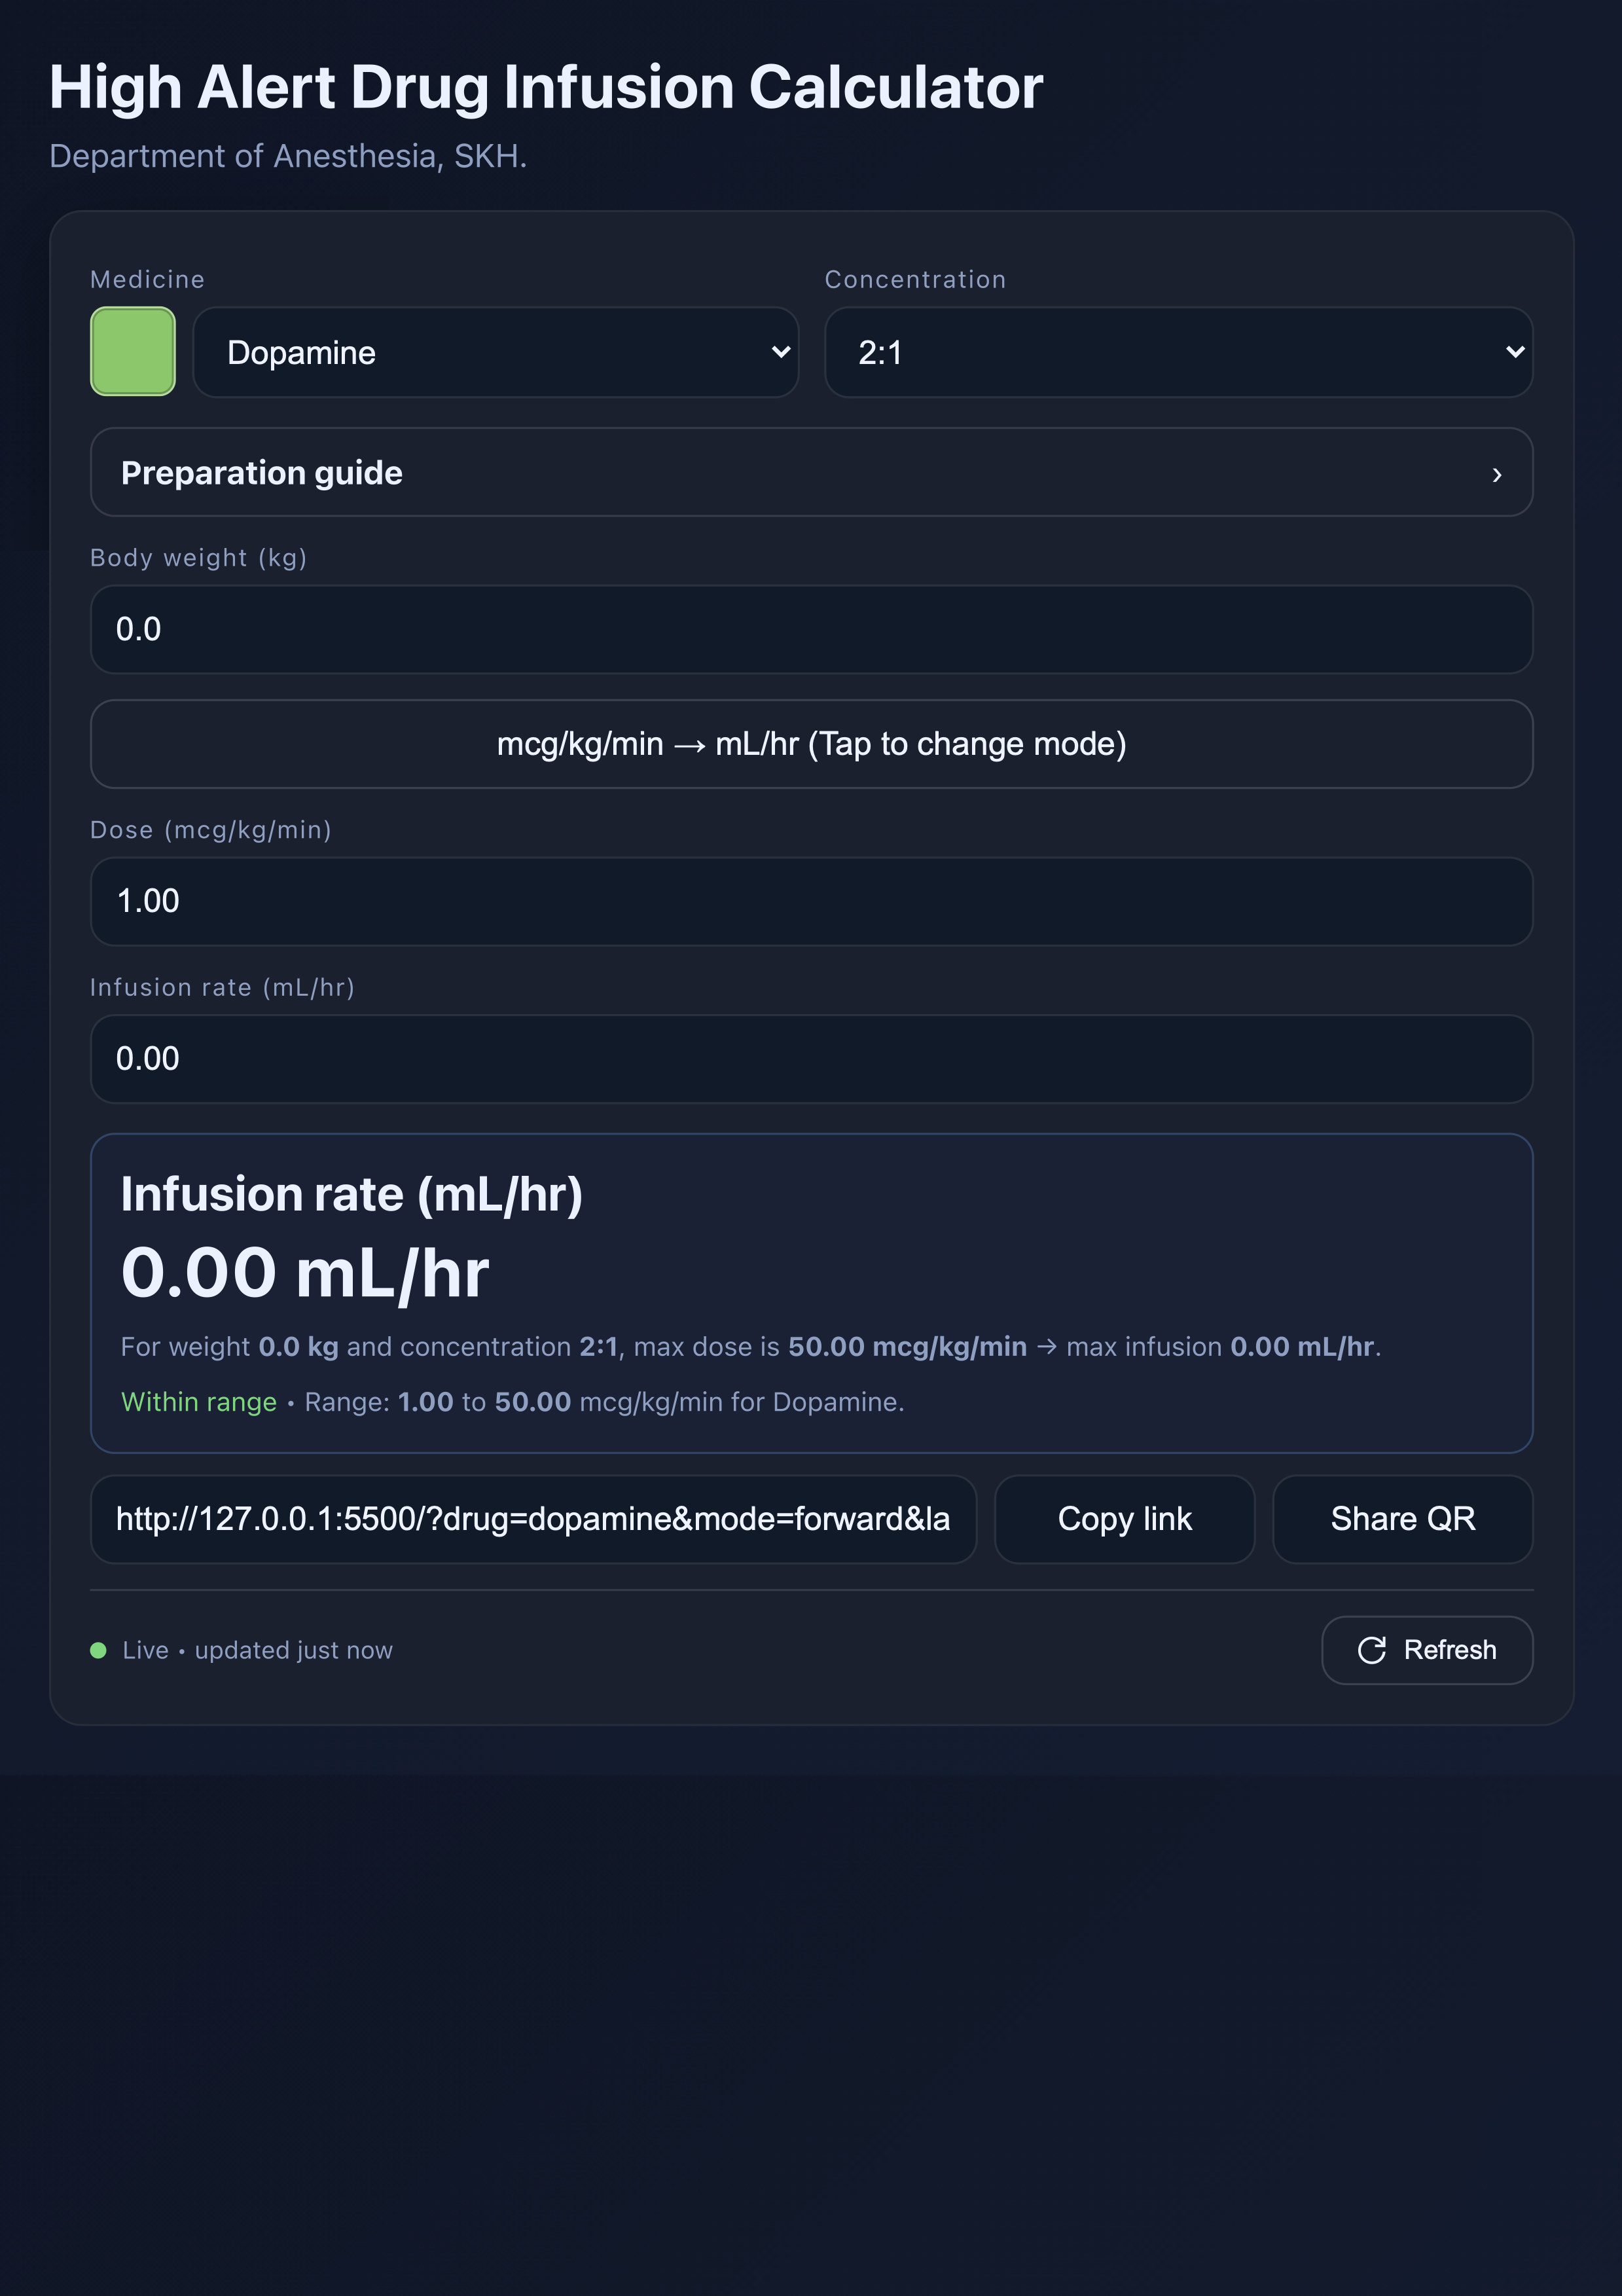 High Alert Drug Infusion Calculator
Department of Anesthesia, SKH.
Medicine
Concentration
Dopamine
2:1
Preparation guide ›
Body weight (kg)
0.0
mcg/kg/min → mL/hr (Tap to change mode)
Dose (mcg/kg/min)
1.00
Infusion rate (mL/hr)
0.00
Infusion rate (mL/hr)
0.00 mL/hr
For weight 0.0 kg and concentration 2:1, max dose is 50.00 mcg/kg/min → max infusion 0.00 mL/hr.
Within range • Range: 1.00 to 50.00 mcg/kg/min for Dopamine.
http://127.0.0.1:5500/?drug=dopamine&mode=forward&la
Copy link
Share QR
Live • updated just now
Refresh